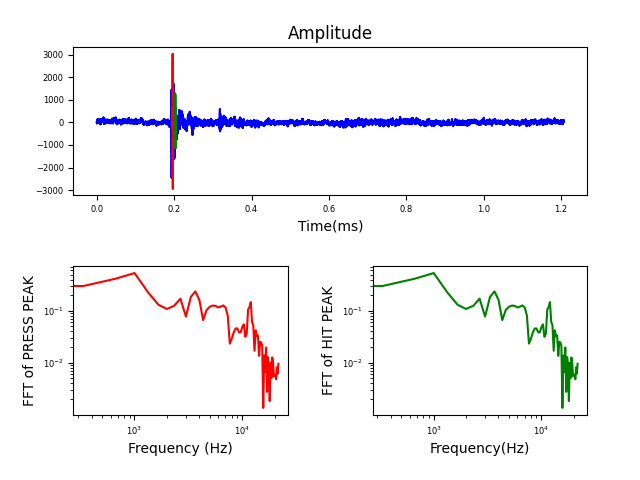 Amplitude
3000
2000
1000
0
−1000
−2000
−3000
0.0 0.2 0.4 0.6 0.8 1.0 1.2
Time(ms)
FFT of PRESS PEAK
10⁻¹
10⁻²
10³ 10⁴
Frequency (Hz)
FFT of HIT PEAK
10⁻¹
10⁻²
10³ 10⁴
Frequency(Hz)